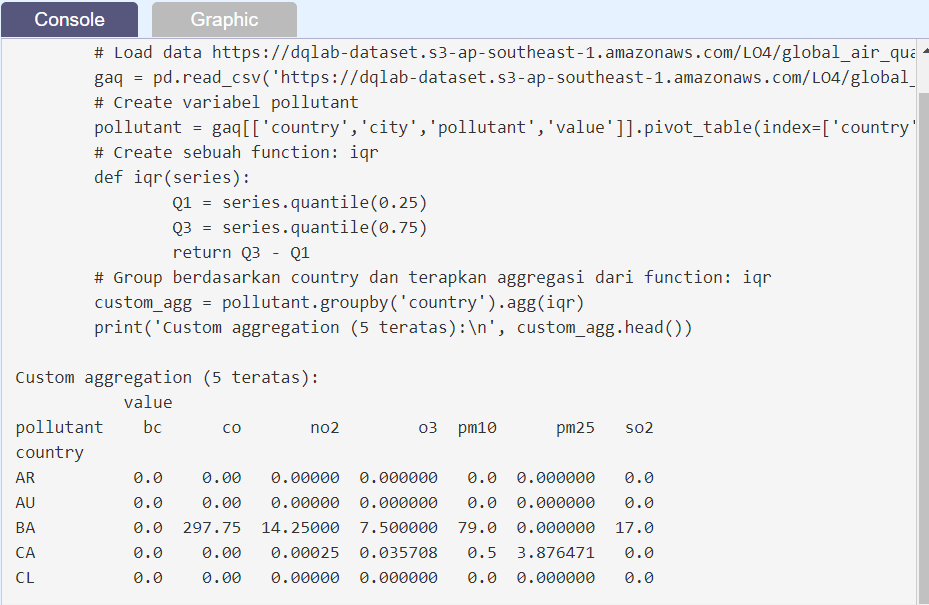 Console Graphic
# Load data https://dqlab-dataset.s3-ap-southeast-1.amazonaws.com/LO4/global_air_qua
gaq = pd.read_csv('https://dqlab-dataset.s3-ap-southeast-1.amazonaws.com/LO4/global_
# Create variabel pollutant
pollutant = gaq[['country','city','pollutant','value']].pivot_table(index=['country'
# Create sebuah function: iqr
def iqr(series):
Q1 = series.quantile(0.25)
Q3 = series.quantile(0.75)
return Q3 - Q1
# Group berdasarkan country dan terapkan aggregasi dari function: iqr
custom_agg = pollutant.groupby('country').agg(iqr)
print('Custom aggregation (5 teratas):\n', custom_agg.head())
Custom aggregation (5 teratas):
value
pollutant bc co no2 o3 pm10 pm25 so2
country
AR 0.0 0.00 0.00000 0.000000 0.0 0.000000 0.0
AU 0.0 0.00 0.00000 0.000000 0.0 0.000000 0.0
BA 0.0 297.75 14.25000 7.500000 79.0 0.000000 17.0
CA 0.0 0.00 0.00025 0.035708 0.5 3.876471 0.0
CL 0.0 0.00 0.00000 0.000000 0.0 0.000000 0.0